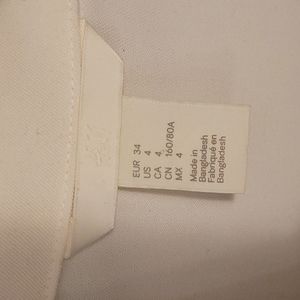 EUR 34
US 4
CA 4
CN 160/80A
MX 4
Made in
Bangladesh
Fabriqué en
Bangladesh